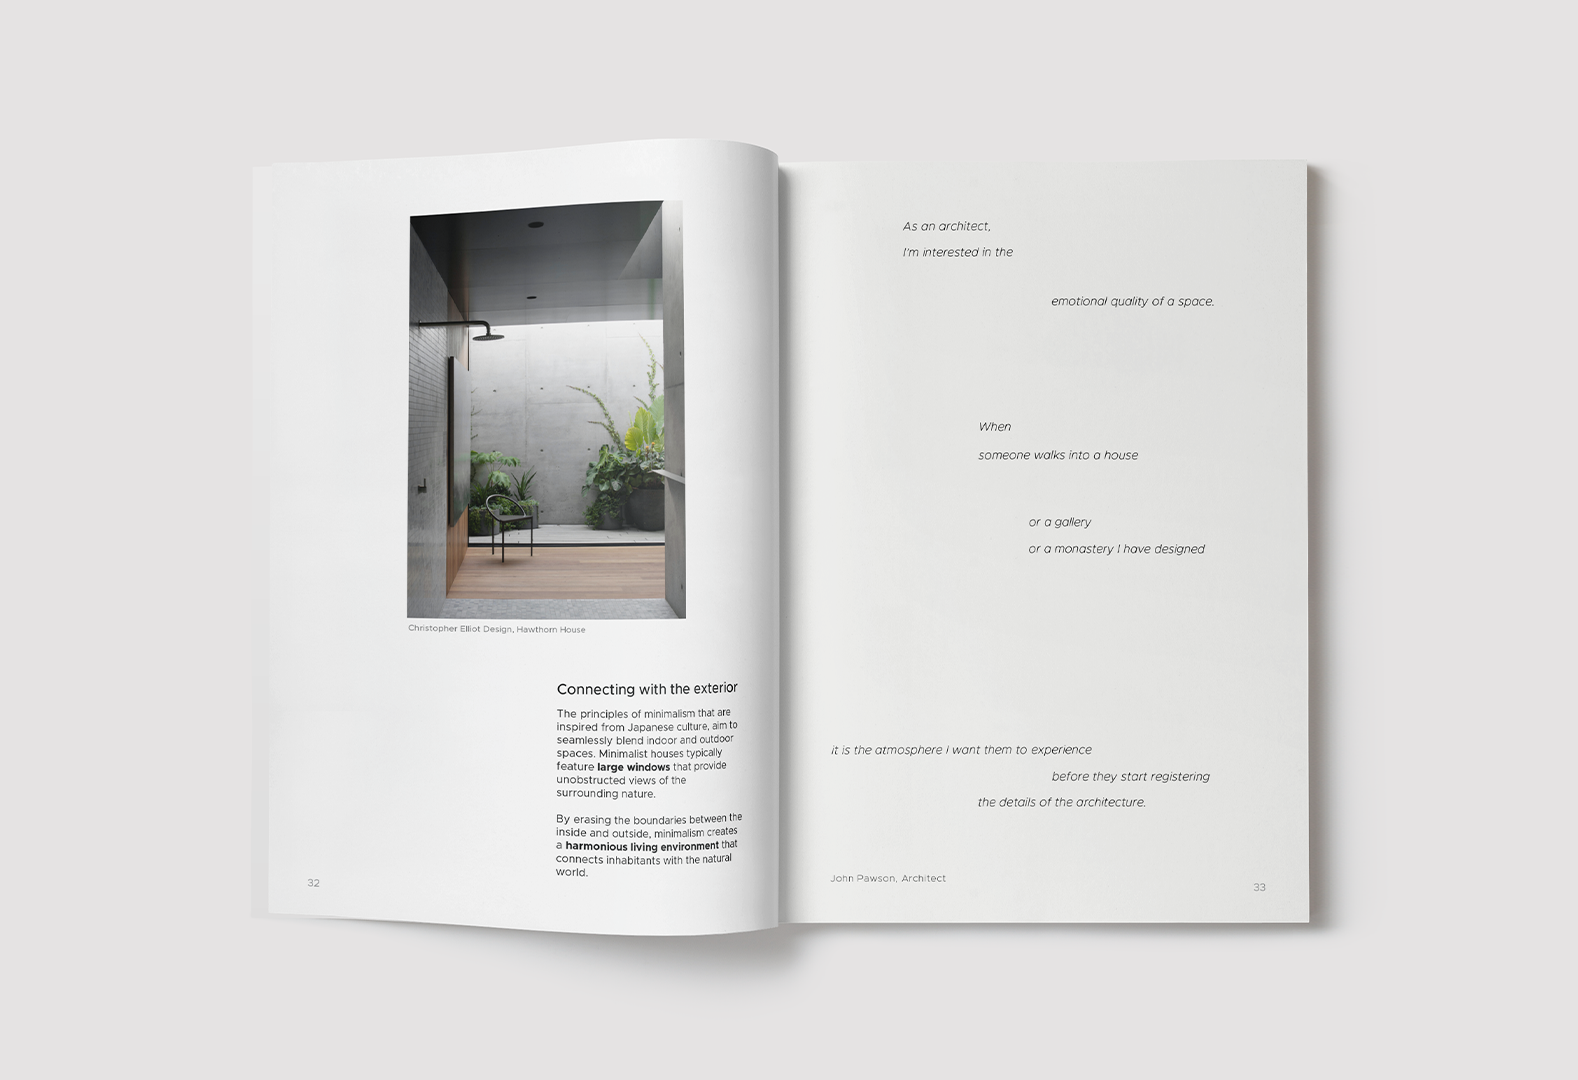 Christopher Elliot Design, Hawthorn House
Connecting with the exterior
The principles of minimalism that are
inspired from Japanese culture, aim to
seamlessly blend indoor and outdoor
spaces. Minimalist houses typically
feature large windows that provide
unobstructed views of the
surrounding nature.
By erasing the boundaries between the
inside and outside, minimalism creates
a harmonious living environment that
connects inhabitants with the natural
world.
32
As an architect,
I'm interested in the
emotional quality of a space.
When
someone walks into a house
or a gallery
or a monastery I have designed
it is the atmosphere I want them to experience
before they start registering
the details of the architecture.
John Pawson, Architect
33